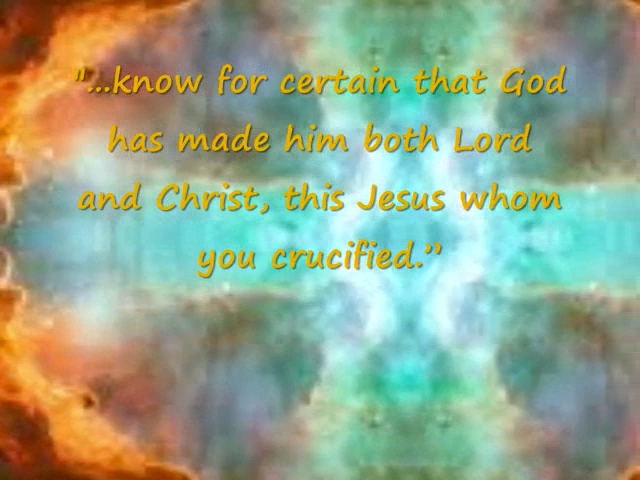 "...know for certain that God
has made him both Lord
and Christ, this Jesus whom
you crucified.”